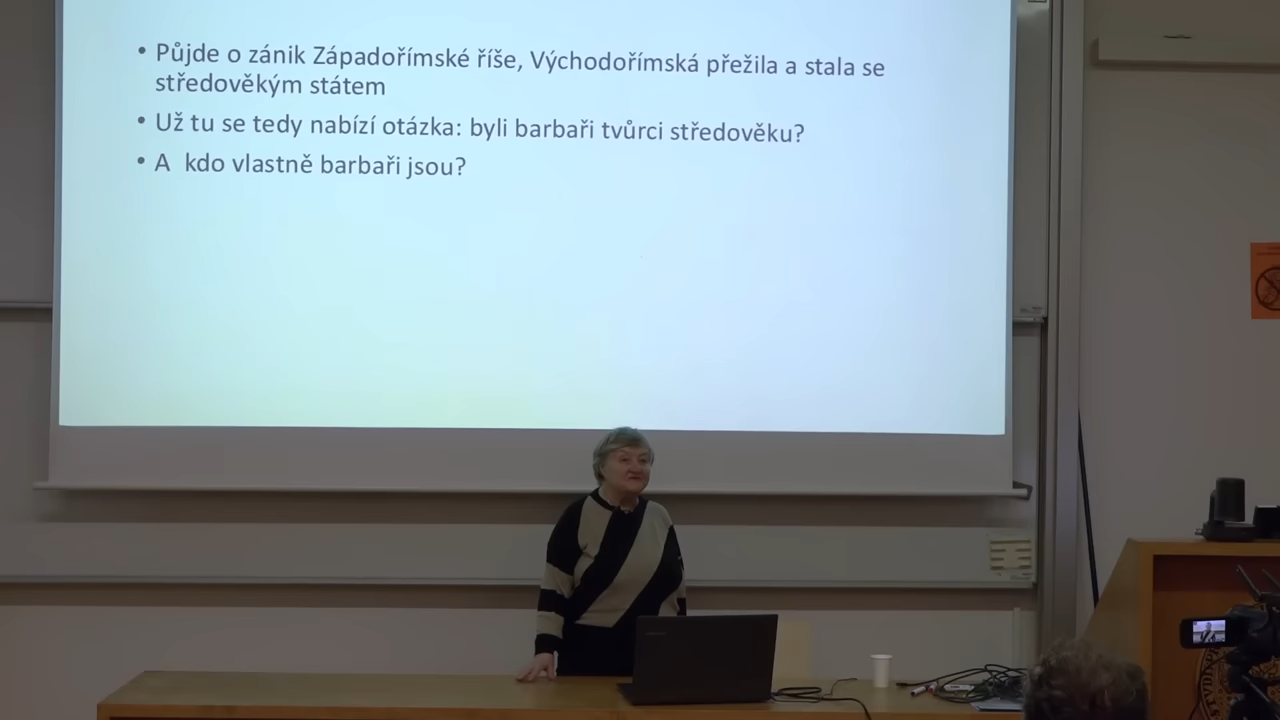 • Půjde o zánik Západořímské říše, Východořímská přežila a stala se
středověkým státem
• Už tu se tedy nabízí otázka: byli barbaři tvůrci středověku?
• A  kdo vlastně barbaři jsou?